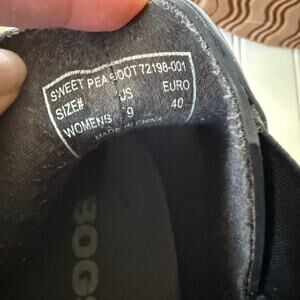 SWEET PEA BOOT 72198-001
SIZE# US EURO
WOMENS 9 40
MADE IN CHINA
BOGS